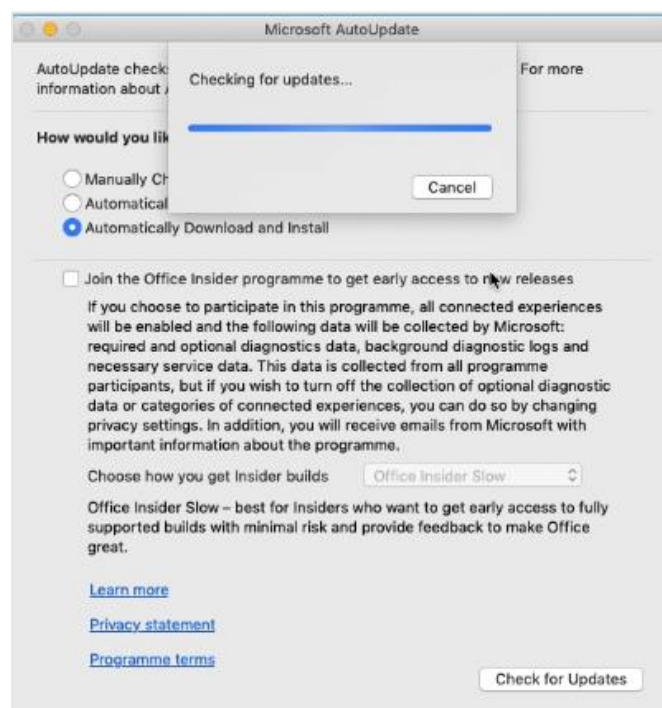 Microsoft AutoUpdate
AutoUpdate check
For more
information about
Checking for updates...
Cancel
How would you lik
Manually Ch
Automatical
Automatically Download and Install
Join the Office Insider programme to get early access to new releases
If you choose to participate in this programme, all connected experiences
will be enabled and the following data will be collected by Microsoft:
required and optional diagnostics data, background diagnostic logs and
necessary service data. This data is collected from all programme
participants, but if you wish to turn off the collection of optional diagnostic
data or categories of connected experiences, you can do so by changing
privacy settings. In addition, you will receive emails from Microsoft with
important information about the programme.
Choose how you get Insider builds Office Insider Slow
Office Insider Slow – best for Insiders who want to get early access to fully
supported builds with minimal risk and provide feedback to make Office
great.
Learn more
Privacy statement
Programme terms
Check for Updates